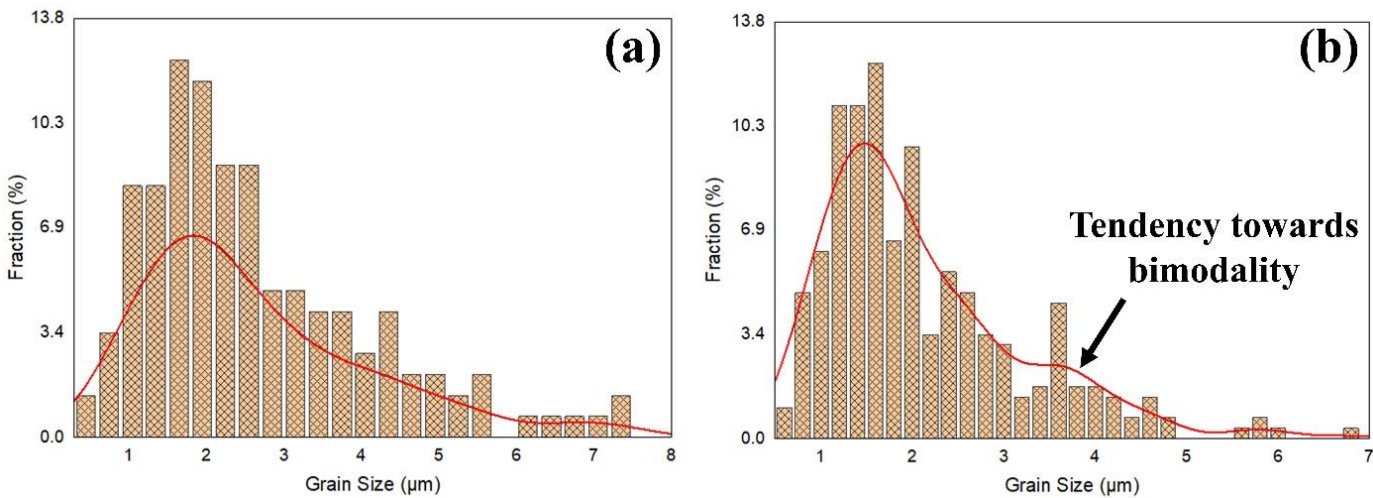 (a)
13.8
10.3
6.9
3.4
0.0
Fraction (%)
1 2 3 4 5 6 7 8
Grain Size (μm)
(b)
13.8
10.3
6.9
3.4
0.0
Fraction (%)
Tendency towards
bimodality
1 2 3 4 5 6 7
Grain Size (μm)